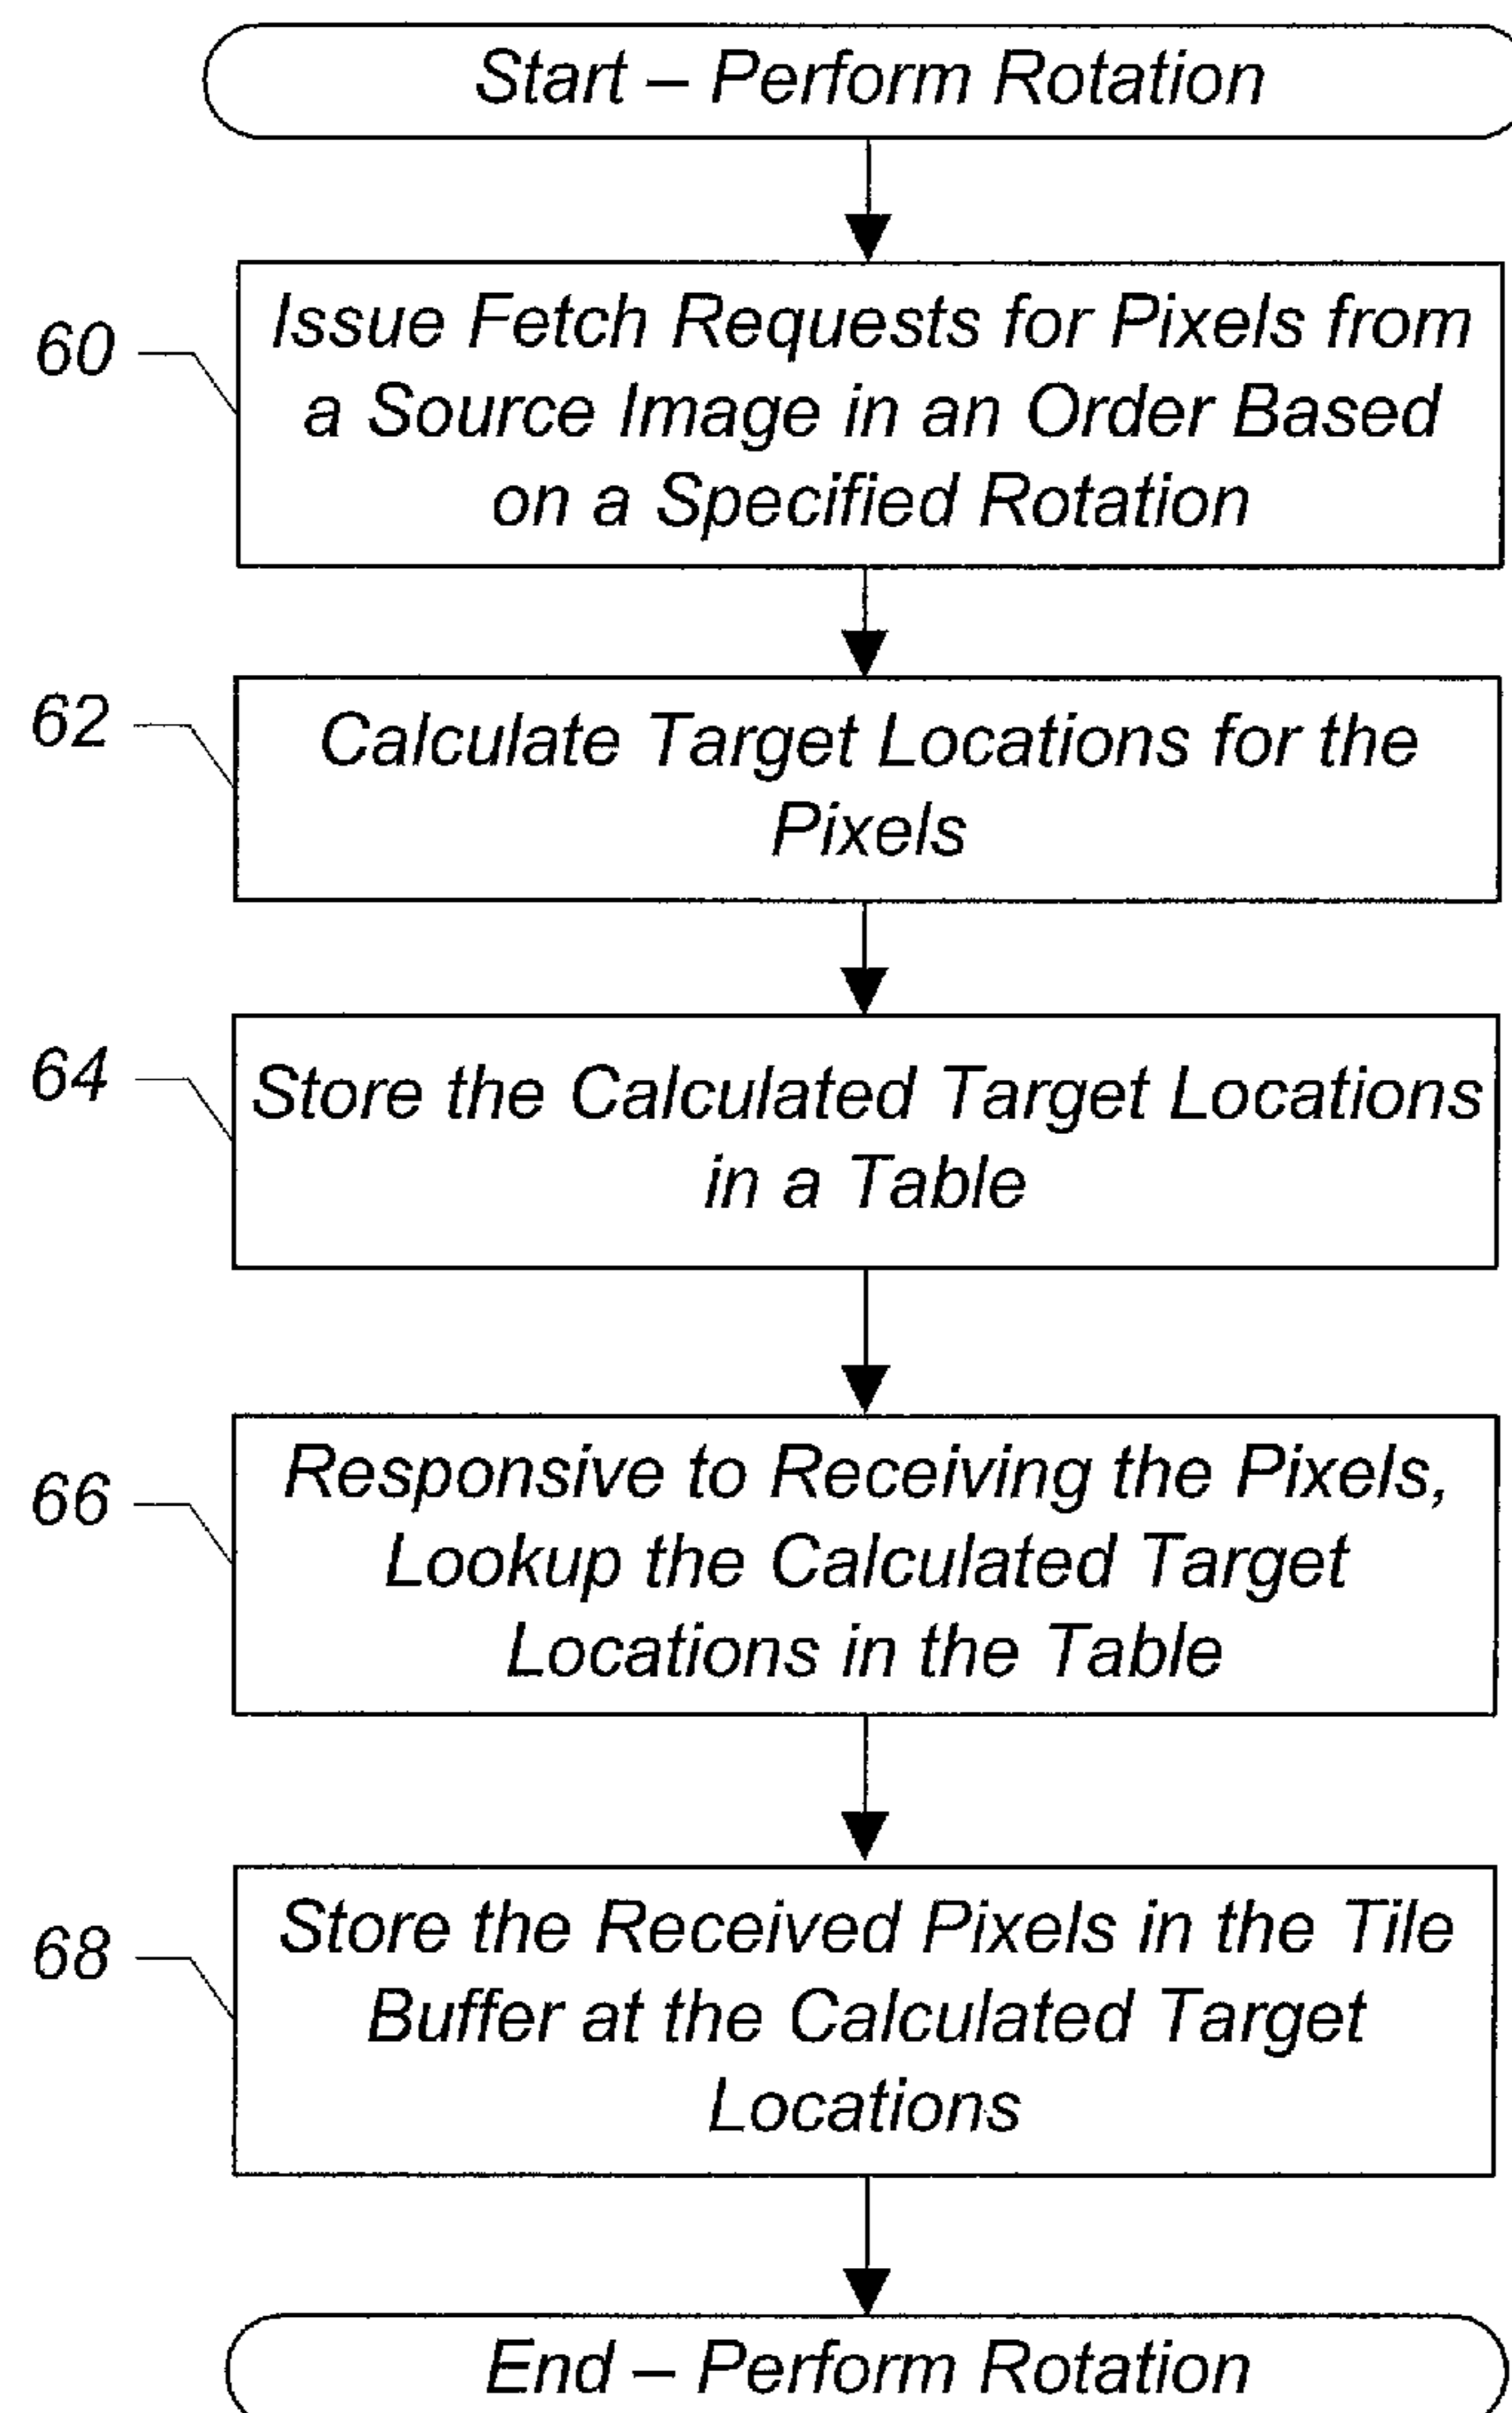 Start – Perform Rotation
60
Issue Fetch Requests for Pixels from
a Source Image in an Order Based
on a Specified Rotation
62
Calculate Target Locations for the
Pixels
64
Store the Calculated Target Locations
in a Table
66
Responsive to Receiving the Pixels,
Lookup the Calculated Target
Locations in the Table
68
Store the Received Pixels in the Tile
Buffer at the Calculated Target
Locations
End – Perform Rotation